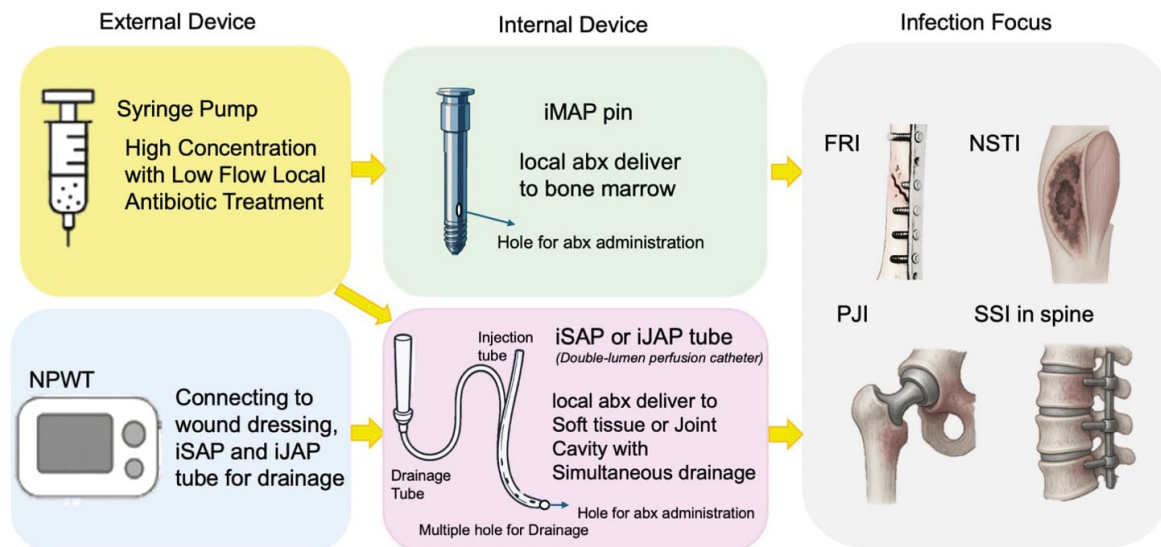 External Device
Internal Device
Infection Focus
Syringe Pump
High Concentration
with Low Flow Local
Antibiotic Treatment
iMAP pin
local abx deliver
to bone marrow
Hole for abx administration
FRI
NSTI
PJI
SSI in spine
NPWT
Connecting to
wound dressing,
iSAP and iJAP
tube for drainage
Injection
tube
iSAP or iJAP tube
(Double-lumen perfusion catheter)
local abx deliver to
Soft tissue or Joint
Cavity with
Simultaneous drainage
Drainage
Tube
Hole for abx administration
Multiple hole for Drainage